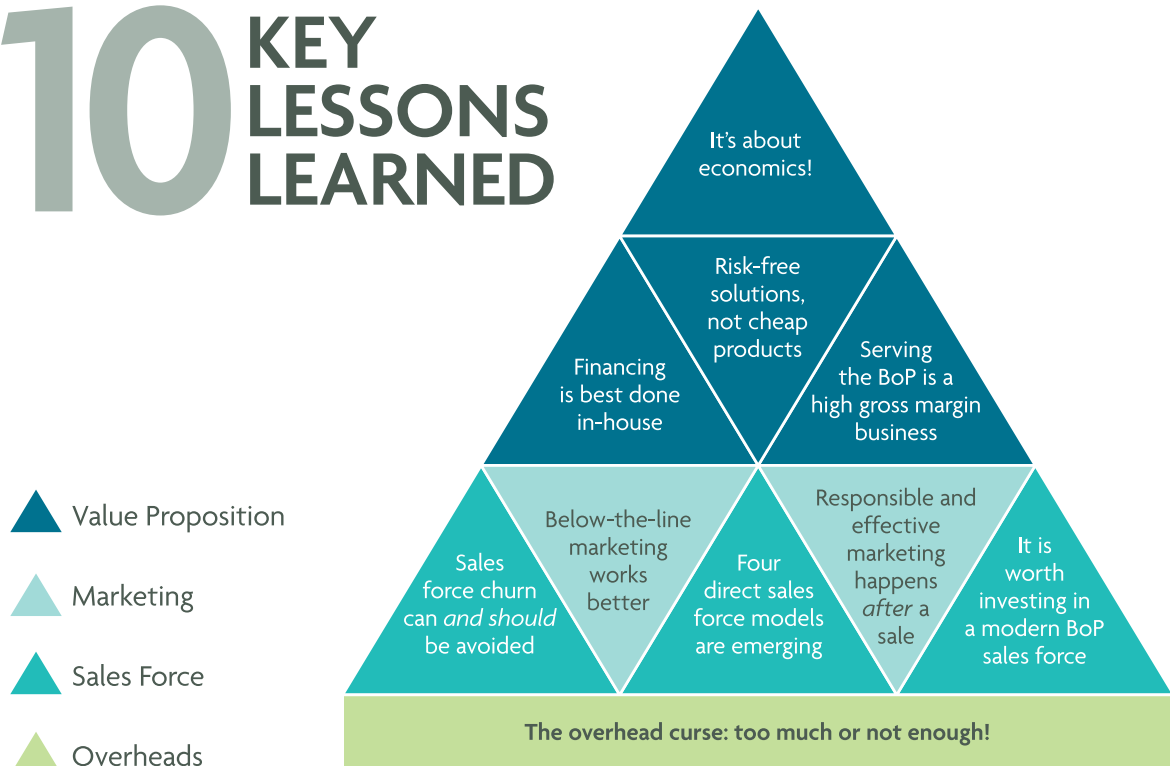 10 KEY
LESSONS
LEARNED
It's about
economics!
Financing
is best done
in-house
Risk-free
solutions,
not cheap
products
Serving
the BoP is a
high gross margin
business
Sales
force churn
can and should
be avoided
Below-the-line
marketing
works
better
Four
direct sales
force models
are emerging
Responsible and
effective
marketing
happens
after a
sale
It is
worth
investing in
a modern BoP
sales force
The overhead curse: too much or not enough!
Value Proposition
Marketing
Sales Force
Overheads